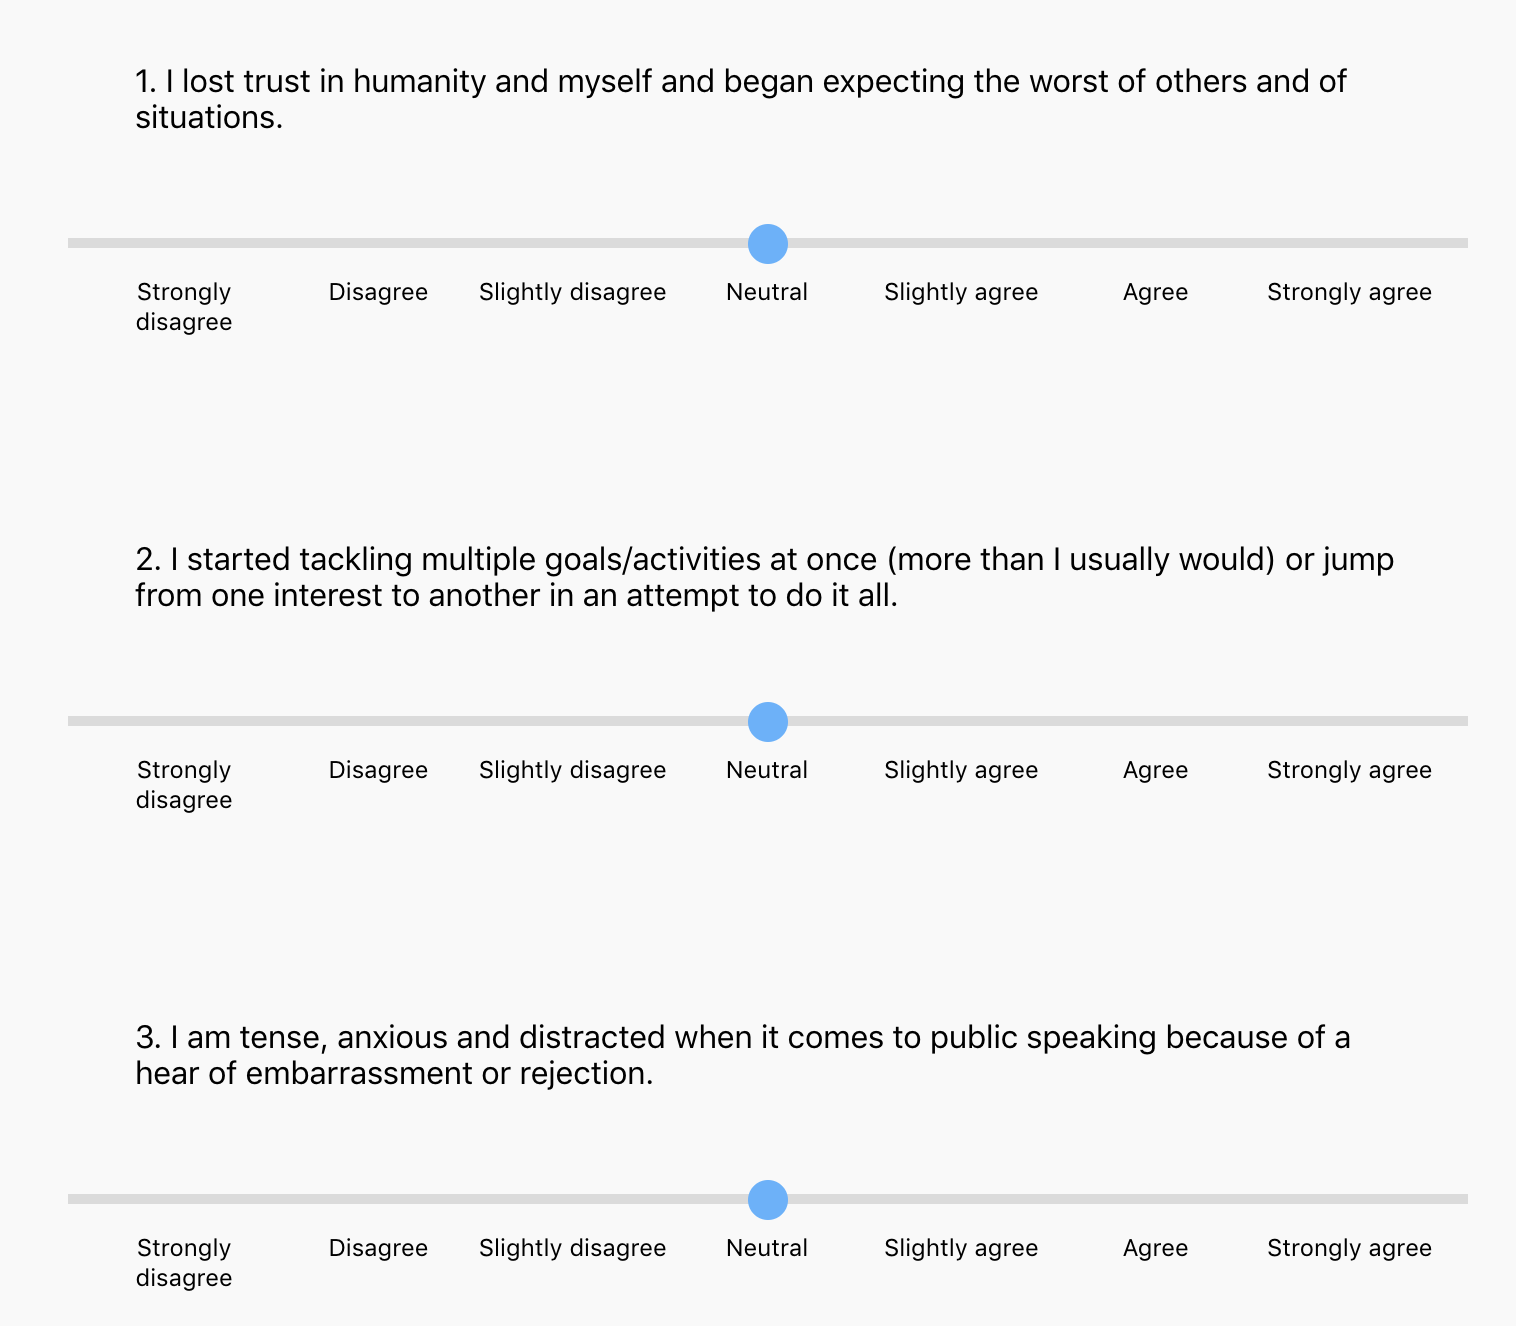 1. I lost trust in humanity and myself and began expecting the worst of others and of
situations.
Strongly disagree
Disagree
Slightly disagree
Neutral
Slightly agree
Agree
Strongly agree
2. I started tackling multiple goals/activities at once (more than I usually would) or jump
from one interest to another in an attempt to do it all.
Strongly disagree
Disagree
Slightly disagree
Neutral
Slightly agree
Agree
Strongly agree
3. I am tense, anxious and distracted when it comes to public speaking because of a
hear of embarrassment or rejection.
Strongly disagree
Disagree
Slightly disagree
Neutral
Slightly agree
Agree
Strongly agree